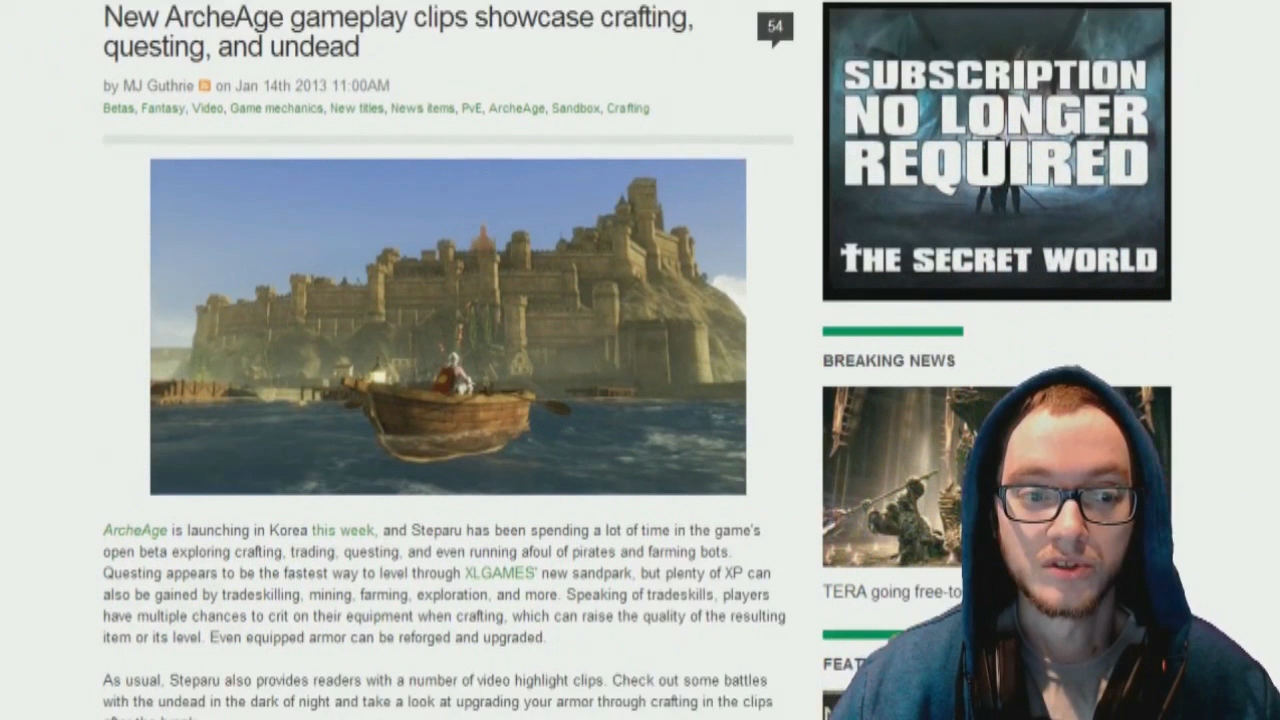 New ArcheAge gameplay clips showcase crafting,
questing, and undead
54
by MJ Guthrie on Jan 14th 2013 11:00AM
Betas, Fantasy, Video, Game mechanics, New titles, News items, PvE, ArcheAge, Sandbox, Crafting
ArcheAge is launching in Korea this week, and Steparu has been spending a lot of time in the game's
open beta exploring crafting, trading, questing, and even running afoul of pirates and farming bots.
Questing appears to be the fastest way to level through XLGAMES' new sandpark, but plenty of XP can
also be gained by tradeskilling, mining, farming, exploration, and more. Speaking of tradeskills, players
have multiple chances to crit on their equipment when crafting, which can raise the quality of the resulting
item or its level. Even equipped armor can be reforged and upgraded.
As usual, Steparu also provides readers with a number of video highlight clips. Check out some battles
with the undead in the dark of night and take a look at upgrading your armor through crafting in the clips
SUBSCRIPTION
NO LONGER
REQUIRED
THE SECRET WORLD
BREAKING NEWS
TERA going free-to
FEAT